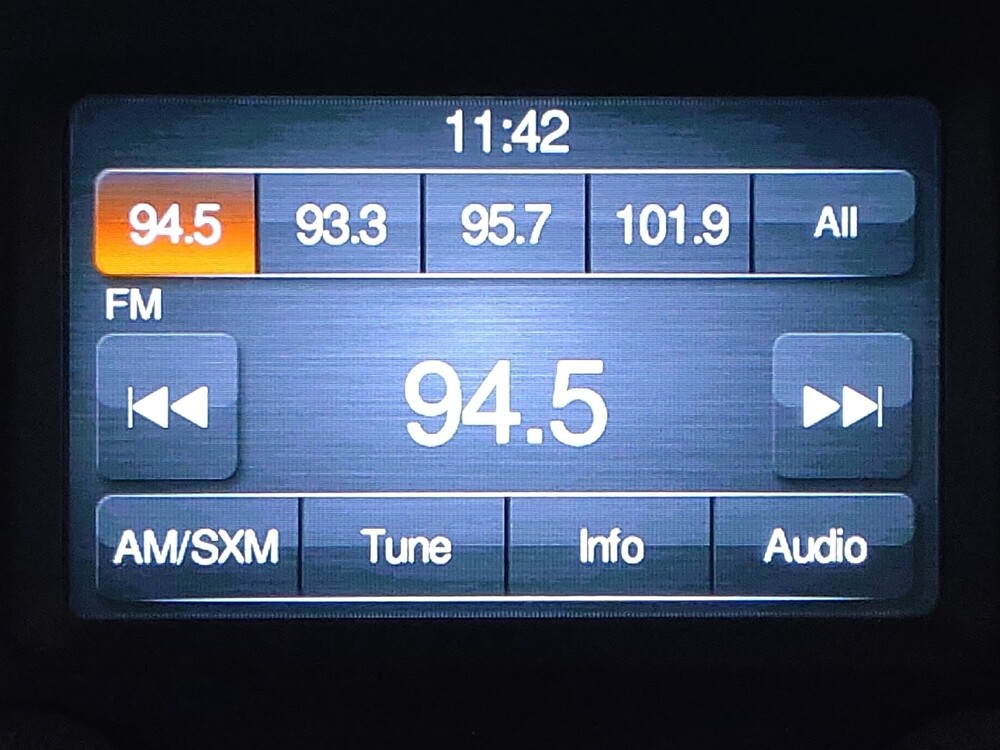 11:42
94.5 93.3 95.7 101.9 All
FM
94.5
AM/SXM Tune Info Audio